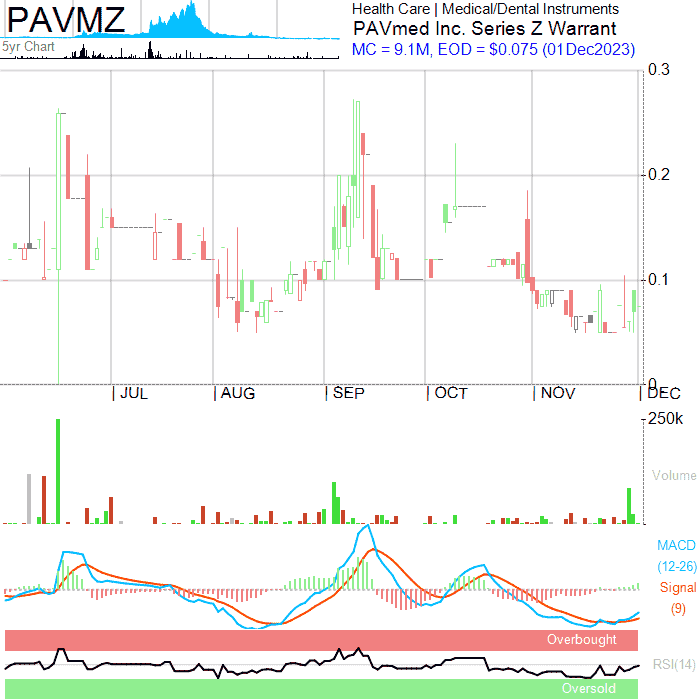 PAVMZ
5yr Chart
Health Care | Medical/Dental Instruments
PAVmed Inc. Series Z Warrant
MC = 9.1M, EOD = $0.075 (01Dec2023)
0.3
0.2
0.1
0
JUL AUG SEP OCT NOV DEC
250k
Volume
MACD
(12-26)
Signal
(9)
Overbought
RSI(14)
Oversold